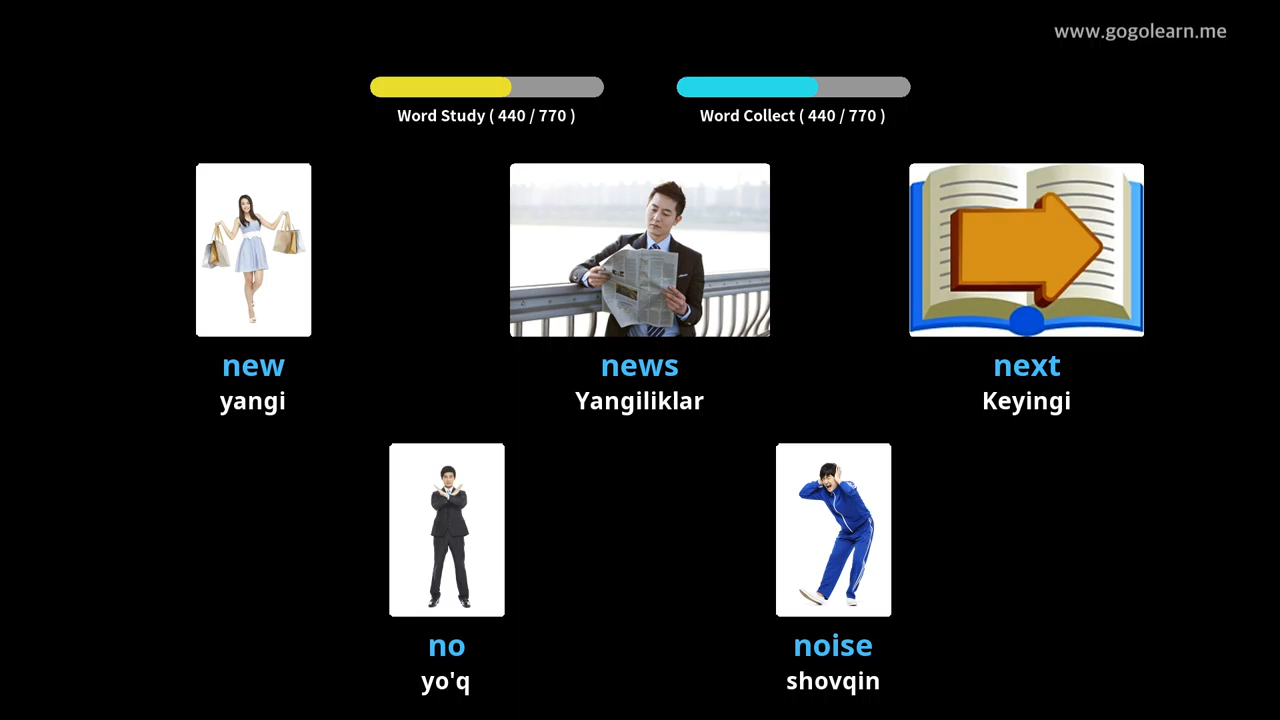 www.gogolearn.me
Word Study ( 440 / 770 )
Word Collect ( 440 / 770 )
new
yangi
news
Yangiliklar
next
Keyingi
no
yo'q
noise
shovqin